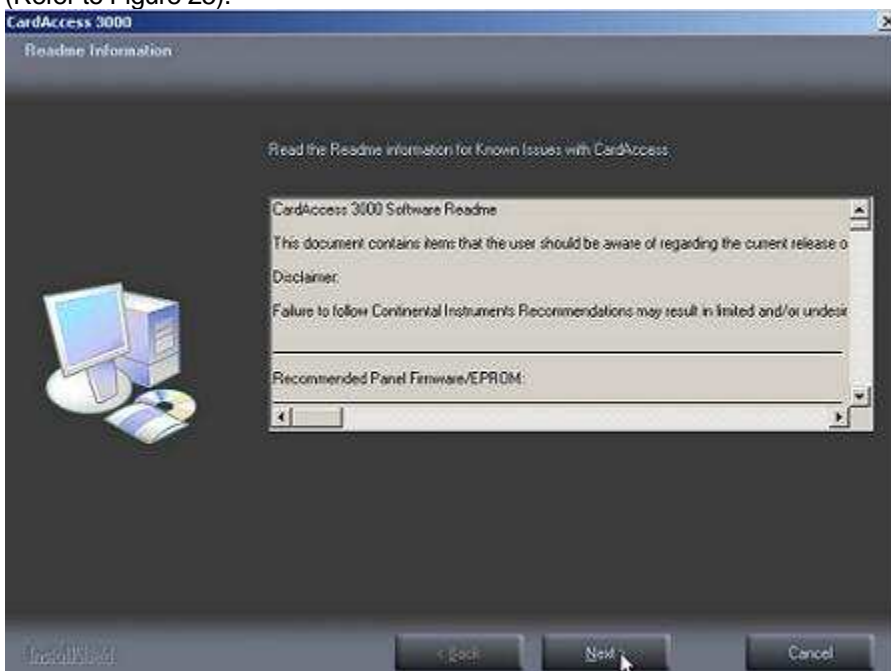 (Refer to Figure 28).
CardAccess 3000
Readme Information
Read the Readme information for Known Issues with CardAccess
CardAccess 3000 Software Readme
This document contains items that the user should be aware of regarding the current release o
Disclaimer:
Failure to follow Continental Instruments Recommendations may result in limited and/or undesir
Recommended Panel Firmware/EPROM:
InstallShield
< Back
Next >
Cancel